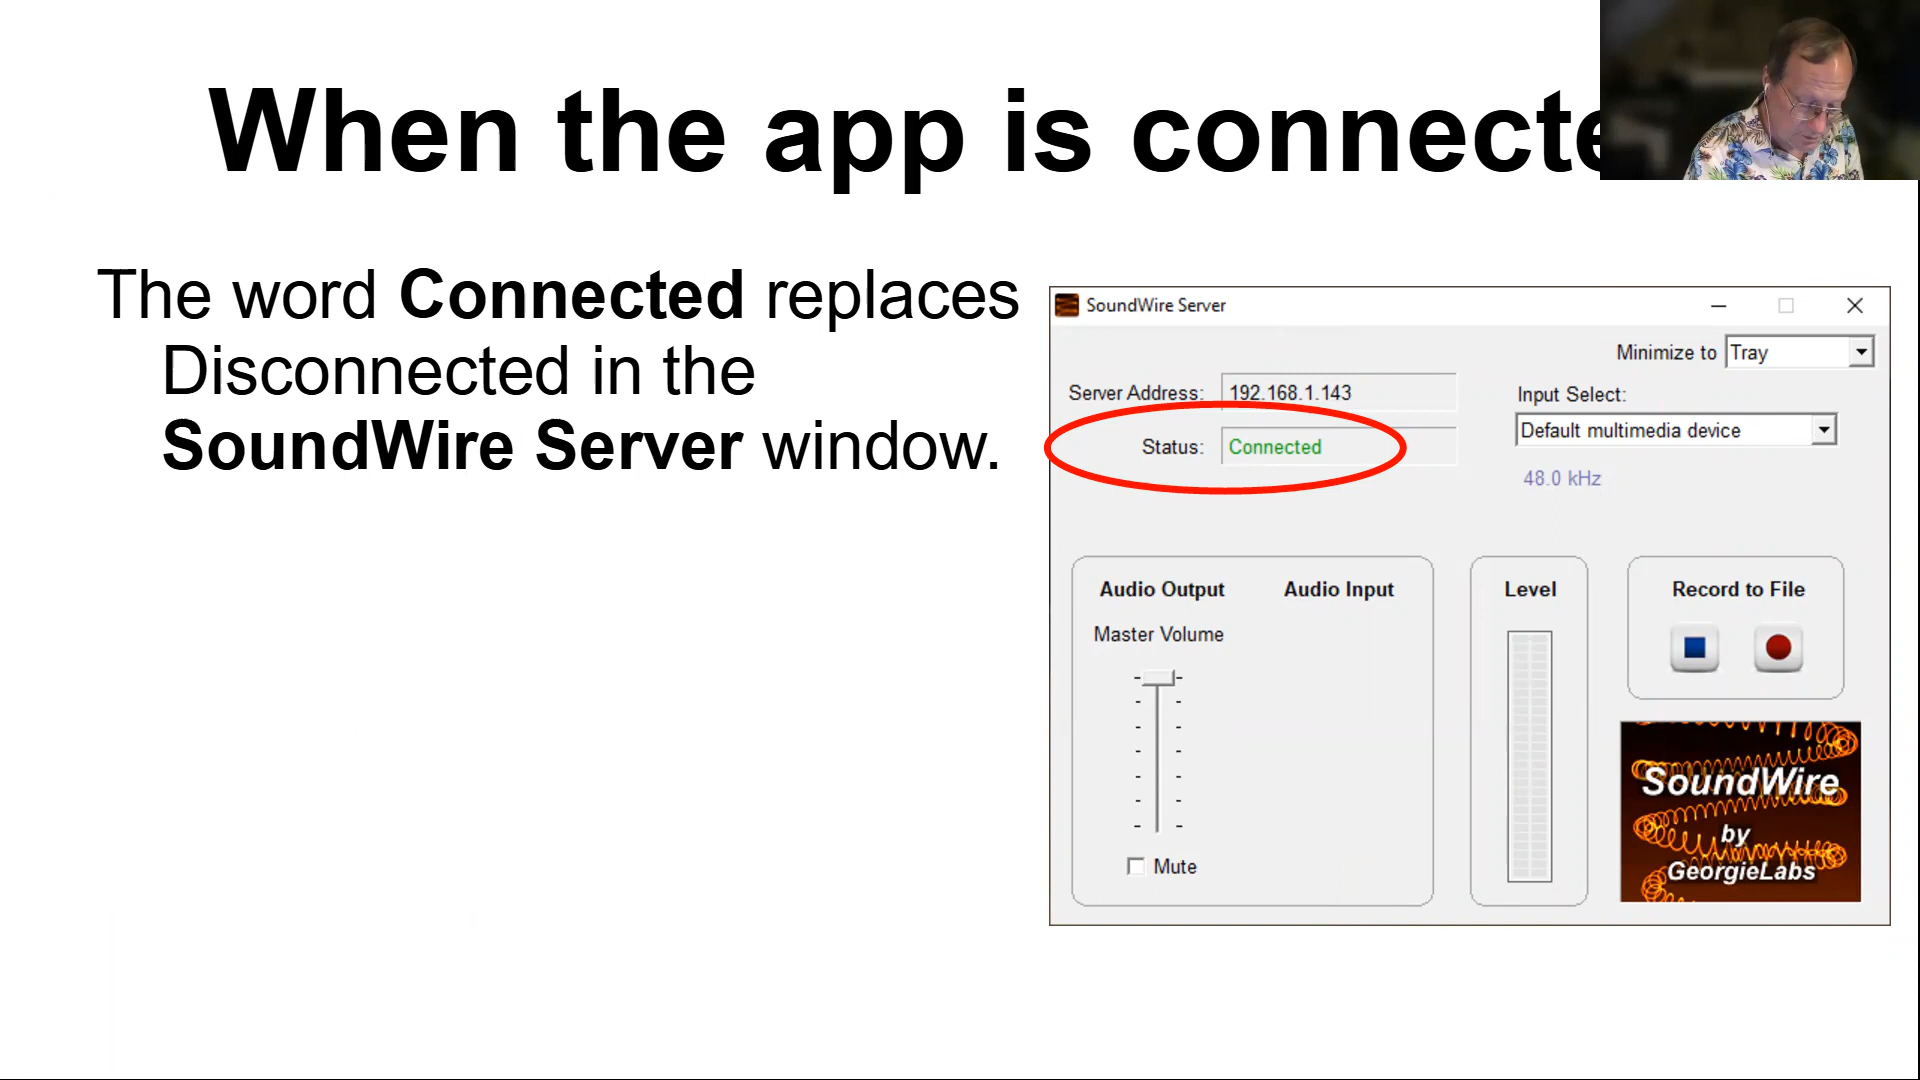 When the app is connecte
The word Connected replaces
Disconnected in the
SoundWire Server window.
SoundWire Server
Minimize to Tray
Server Address: 192.168.1.143
Input Select:
Default multimedia device
Status: Connected
48.0 kHz
Audio Output Audio Input
Master Volume
Mute
Level
Record to File
SoundWire
by
GeorgieLabs